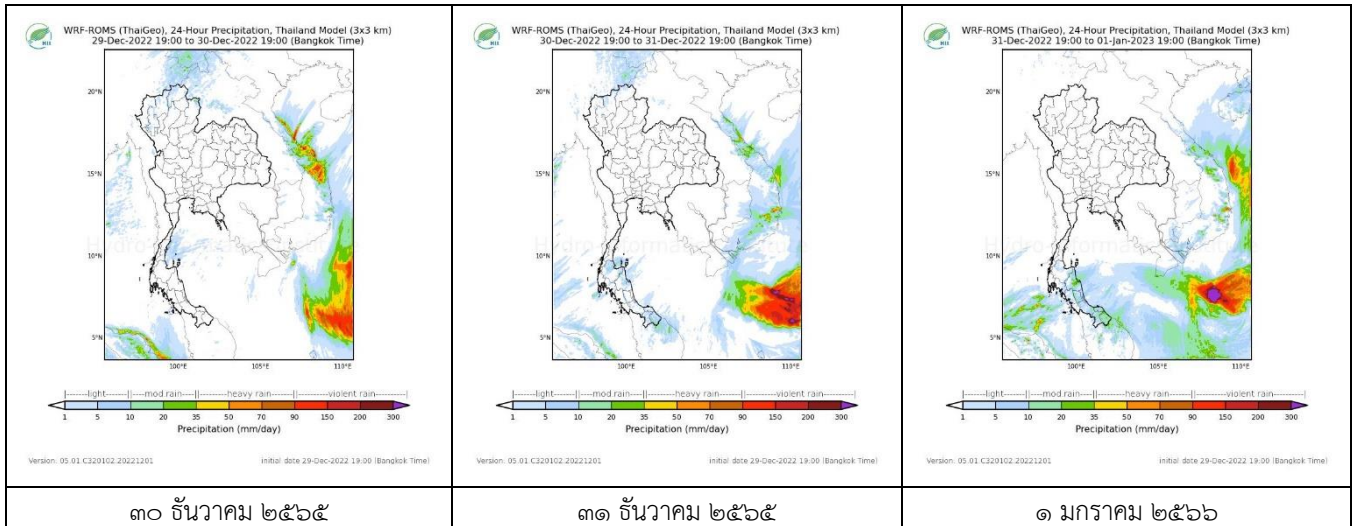 HII
WRF-ROMS (ThaiGeo), 24-Hour Precipitation, Thailand Model (3x3 km)
29-Dec-2022 19:00 to 30-Dec-2022 19:00 (Bangkok Time)
20°N
15°N
10°N
5°N
100°E 105°E 110°E
Hydro Informatics Institute
light mod.rain heavy rain violent rain
1 5 10 20 35 50 70 90 150 200 300
Precipitation (mm/day)
Version: 05.01.C320102.20221201 initial date 29-Dec-2022 19:00 (Bangkok Time)
๓๐ ธันวาคม ๒๕๖๕
HII
WRF-ROMS (ThaiGeo), 24-Hour Precipitation, Thailand Model (3x3 km)
30-Dec-2022 19:00 to 31-Dec-2022 19:00 (Bangkok Time)
20°N
15°N
10°N
5°N
100°E 105°E 110°E
Hydro Informatics Institute
light mod.rain heavy rain violent rain
1 5 10 20 35 50 70 90 150 200 300
Precipitation (mm/day)
Version: 05.01.C320102.20221201 initial date 29-Dec-2022 19:00 (Bangkok Time)
๓๑ ธันวาคม ๒๕๖๕
HII
WRF-ROMS (ThaiGeo), 24-Hour Precipitation, Thailand Model (3x3 km)
31-Dec-2022 19:00 to 01-Jan-2023 19:00 (Bangkok Time)
20°N
15°N
10°N
5°N
100°E 105°E 110°E
Hydro Informatics Institute
light mod.rain heavy rain violent rain
1 5 10 20 35 50 70 90 150 200 300
Precipitation (mm/day)
Version: 05.01.C320102.20221201 initial date 29-Dec-2022 19:00 (Bangkok Time)
๑ มกราคม ๒๕๖๖